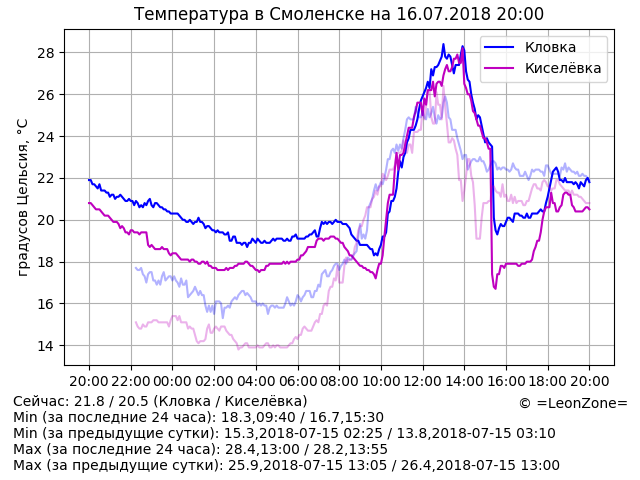 Температура в Смоленске на 16.07.2018 20:00
градусов Цельсия, °C
28
26
24
22
20
18
16
14
Кловка
Киселёвка
20:00 22:00 00:00 02:00 04:00 06:00 08:00 10:00 12:00 14:00 16:00 18:00 20:00
Сейчас: 21.8 / 20.5 (Кловка / Киселёвка)
© =LeonZone=
Min (за последние 24 часа): 18.3,09:40 / 16.7,15:30
Min (за предыдущие сутки): 15.3,2018-07-15 02:25 / 13.8,2018-07-15 03:10
Max (за последние 24 часа): 28.4,13:00 / 28.2,13:55
Max (за предыдущие сутки): 25.9,2018-07-15 13:05 / 26.4,2018-07-15 13:00